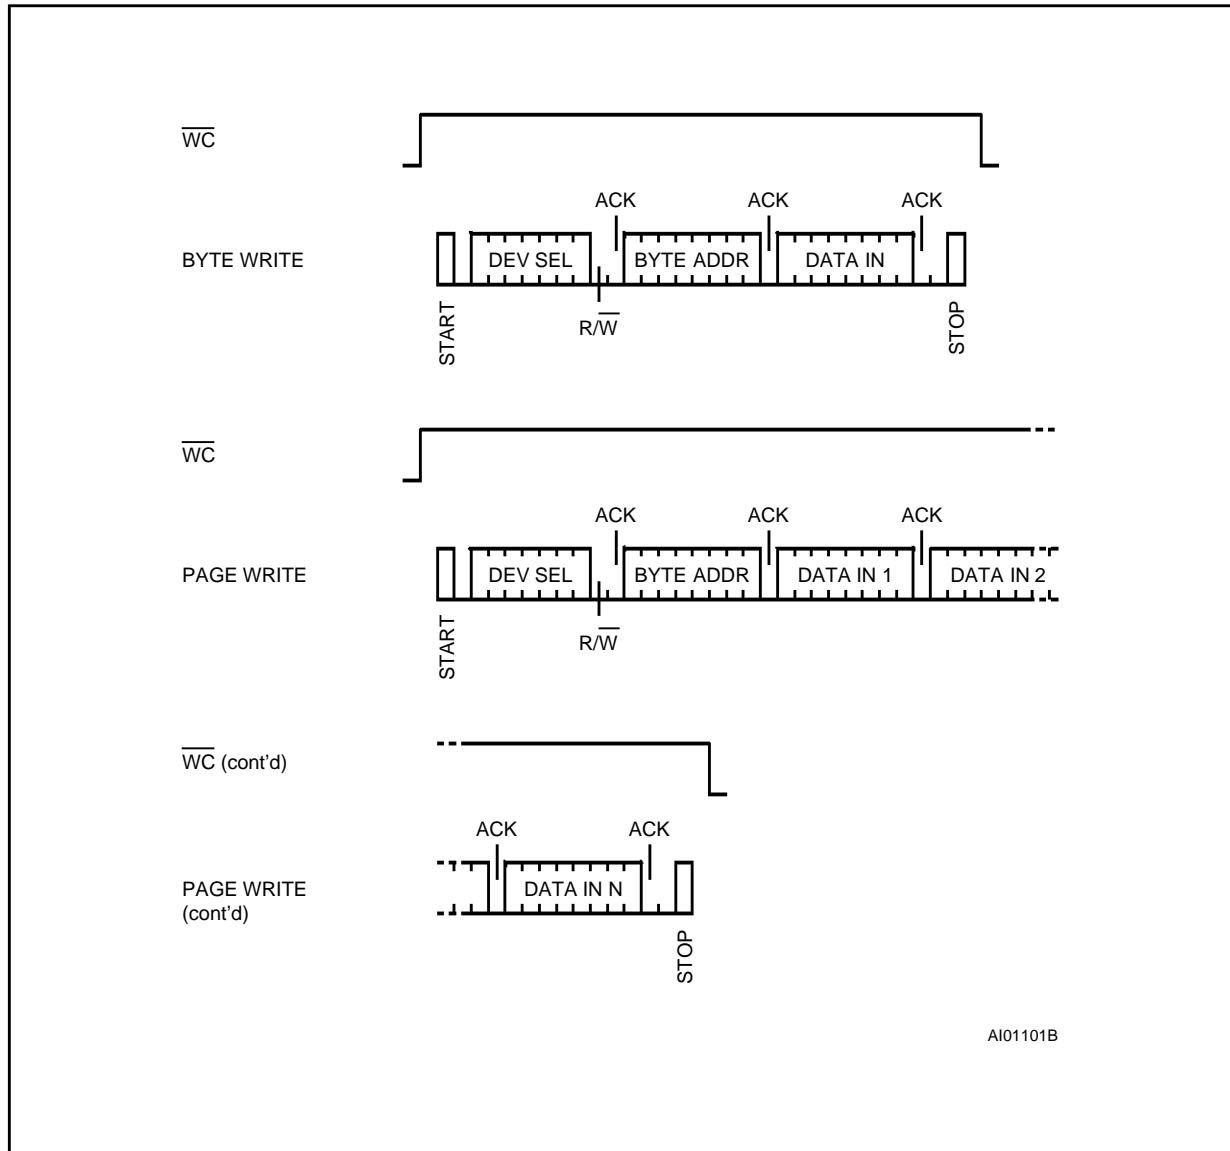 WC
ACK ACK ACK
BYTE WRITE
DEV SEL BYTE ADDR DATA IN
R/W
START
STOP
WC
ACK ACK ACK
PAGE WRITE
DEV SEL BYTE ADDR DATA IN 1 DATA IN 2
R/W
START
WC (cont'd)
ACK ACK
PAGE WRITE
(cont'd)
DATA IN N
STOP
AI01101B